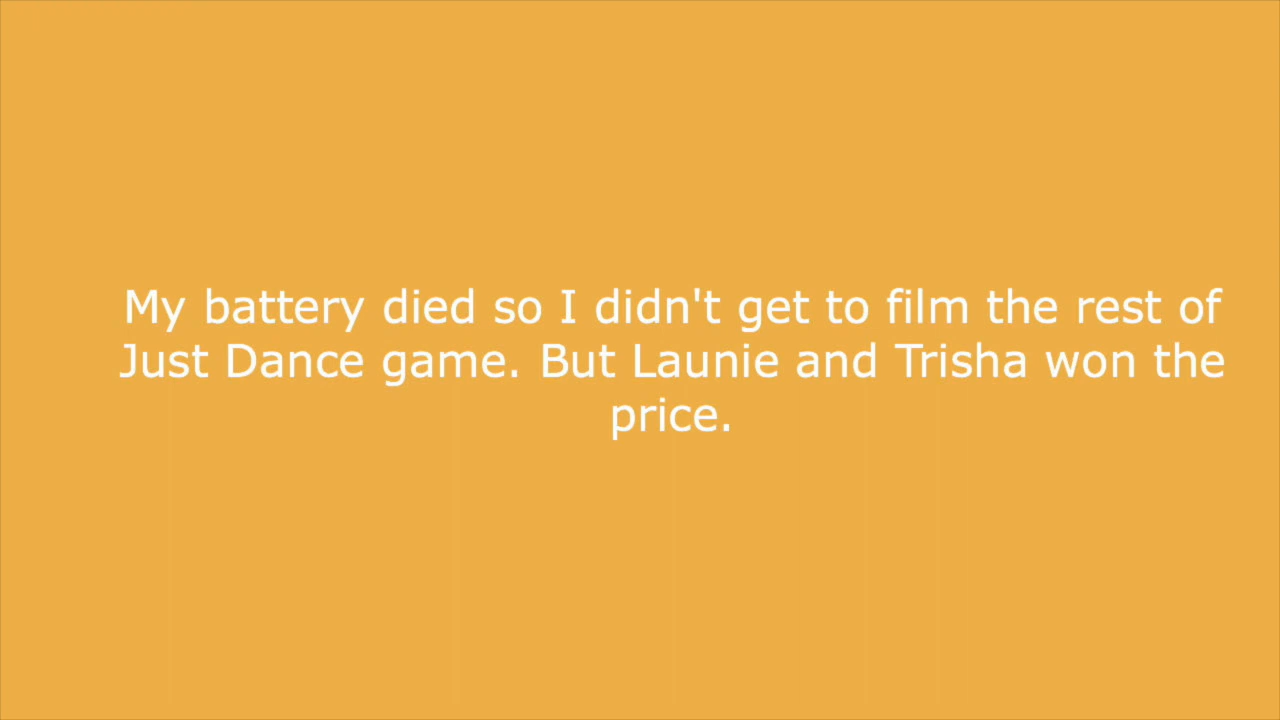 My battery died so I didn't get to film the rest of
Just Dance game. But Launie and Trisha won the
price.